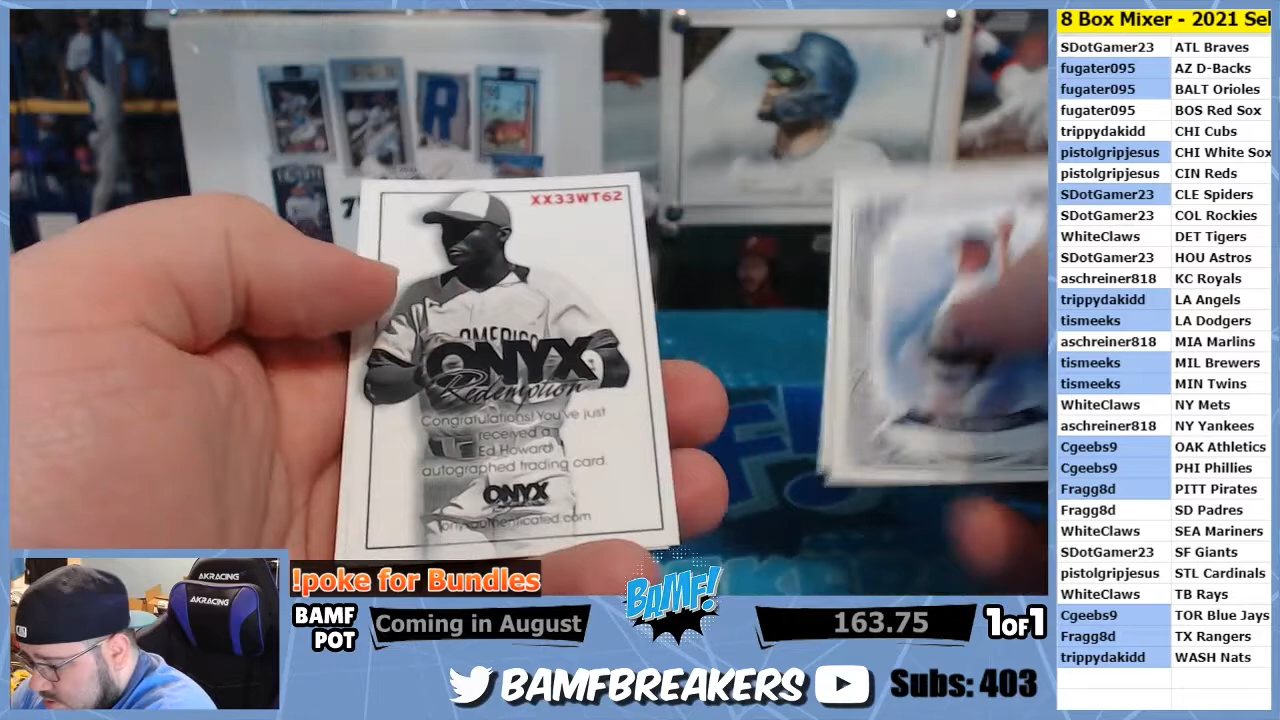 8 Box Mixer - 2021 Sel
SDotGamer23 ATL Braves
fugater095 AZ D-Backs
fugater095 BALT Orioles
fugater095 BOS Red Sox
trippydakidd CHI Cubs
pistolgripjesus CHI White Sox
pistolgripjesus CIN Reds
SDotGamer23 CLE Spiders
SDotGamer23 COL Rockies
WhiteClaws DET Tigers
SDotGamer23 HOU Astros
aschreiner818 KC Royals
trippydakidd LA Angels
tismeeks LA Dodgers
aschreiner818 MIA Marlins
tismeeks MIL Brewers
tismeeks MIN Twins
WhiteClaws NY Mets
aschreiner818 NY Yankees
Cgeebs9 OAK Athletics
Cgeebs9 PHI Phillies
Fragg8d PITT Pirates
Fragg8d SD Padres
WhiteClaws SEA Mariners
SDotGamer23 SF Giants
pistolgripjesus STL Cardinals
WhiteClaws TB Rays
Cgeebs9 TOR Blue Jays
Fragg8d TX Rangers
trippydakidd WASH Nats
R
7
XX33WT62
AMERICA
ONYX
Redemption
Congratulations! You've just
received a
Ed Howard
autographed trading card.
ONYX
onyxauthenticated.com
AKRACING
AKRACING
!poke for Bundles
BAMF
POT
Coming in August
BAMF!
163.75
1OF1
BAMFBREAKERS
Subs: 403